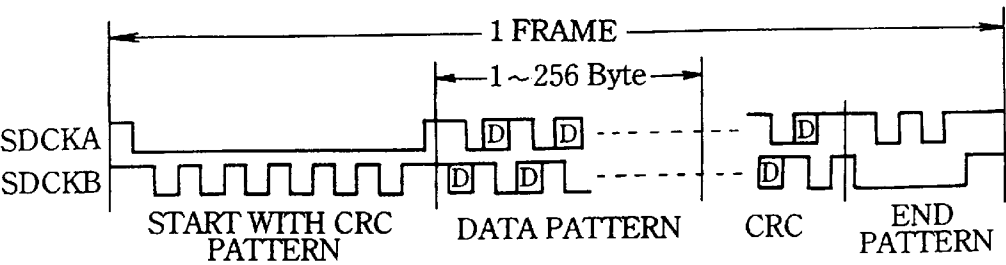 1 FRAME
1~256 Byte
SDCKA
D D D
SDCKB
D D D
START WITH CRC
PATTERN
DATA PATTERN
CRC
END
PATTERN